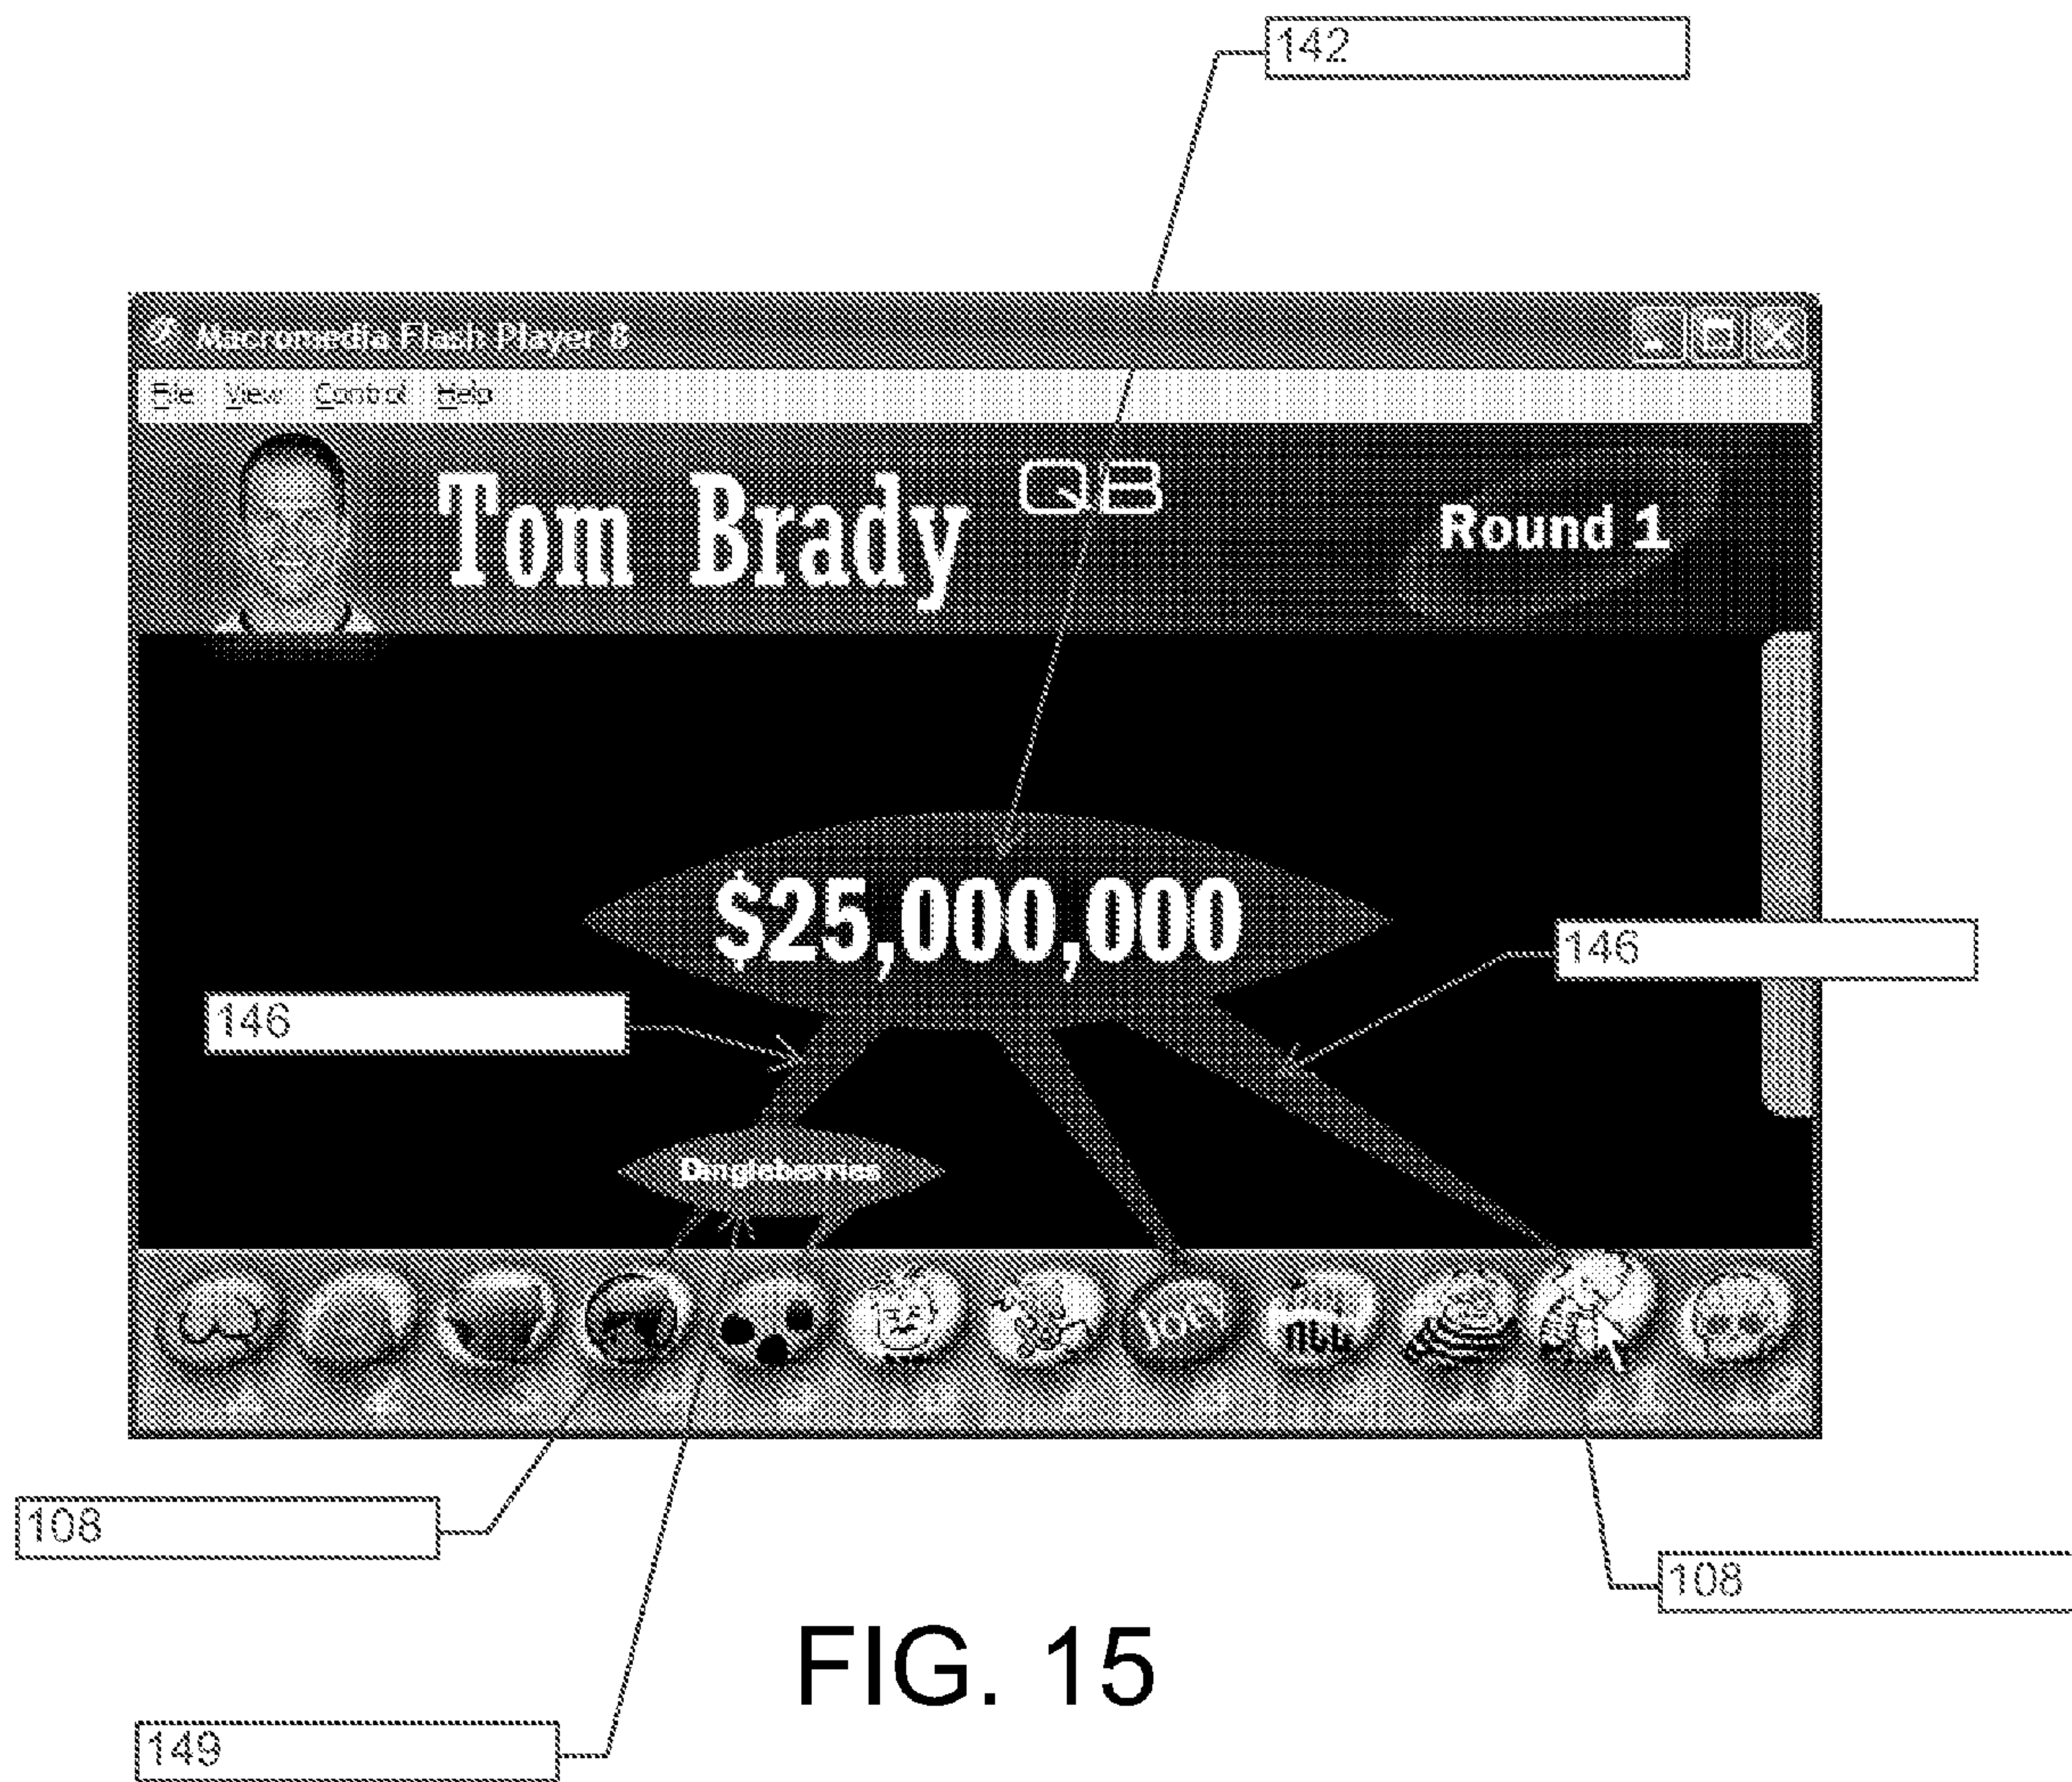 142
Macromedia Flash Player 8
File View Control Help
Tom Brady QB
Round 1
$25,000,000
146
146
Dingleberries
108
108
FIG. 15
149